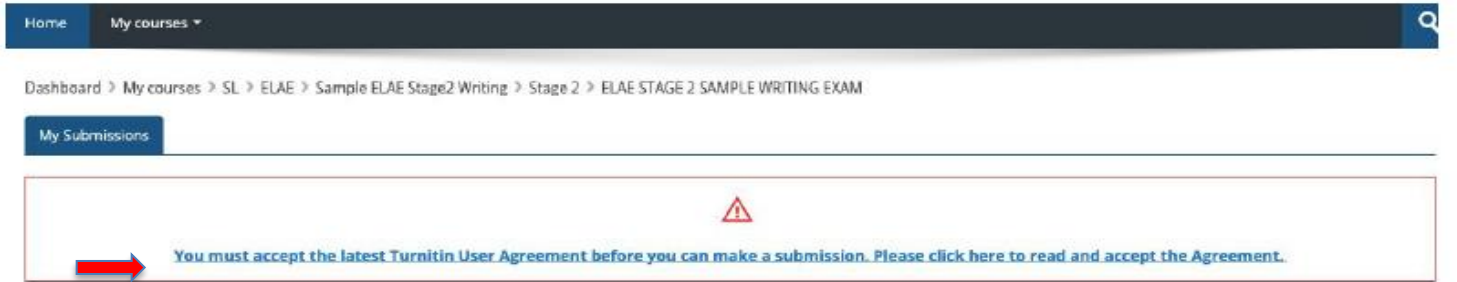 Home My courses
Dashboard > My courses > SL > ELAE > Sample ELAE Stage2 Writing > Stage 2 > ELAE STAGE 2 SAMPLE WRITING EXAM
My Submissions
You must accept the latest Turnitin User Agreement before you can make a submission. Please click here to read and accept the Agreement.